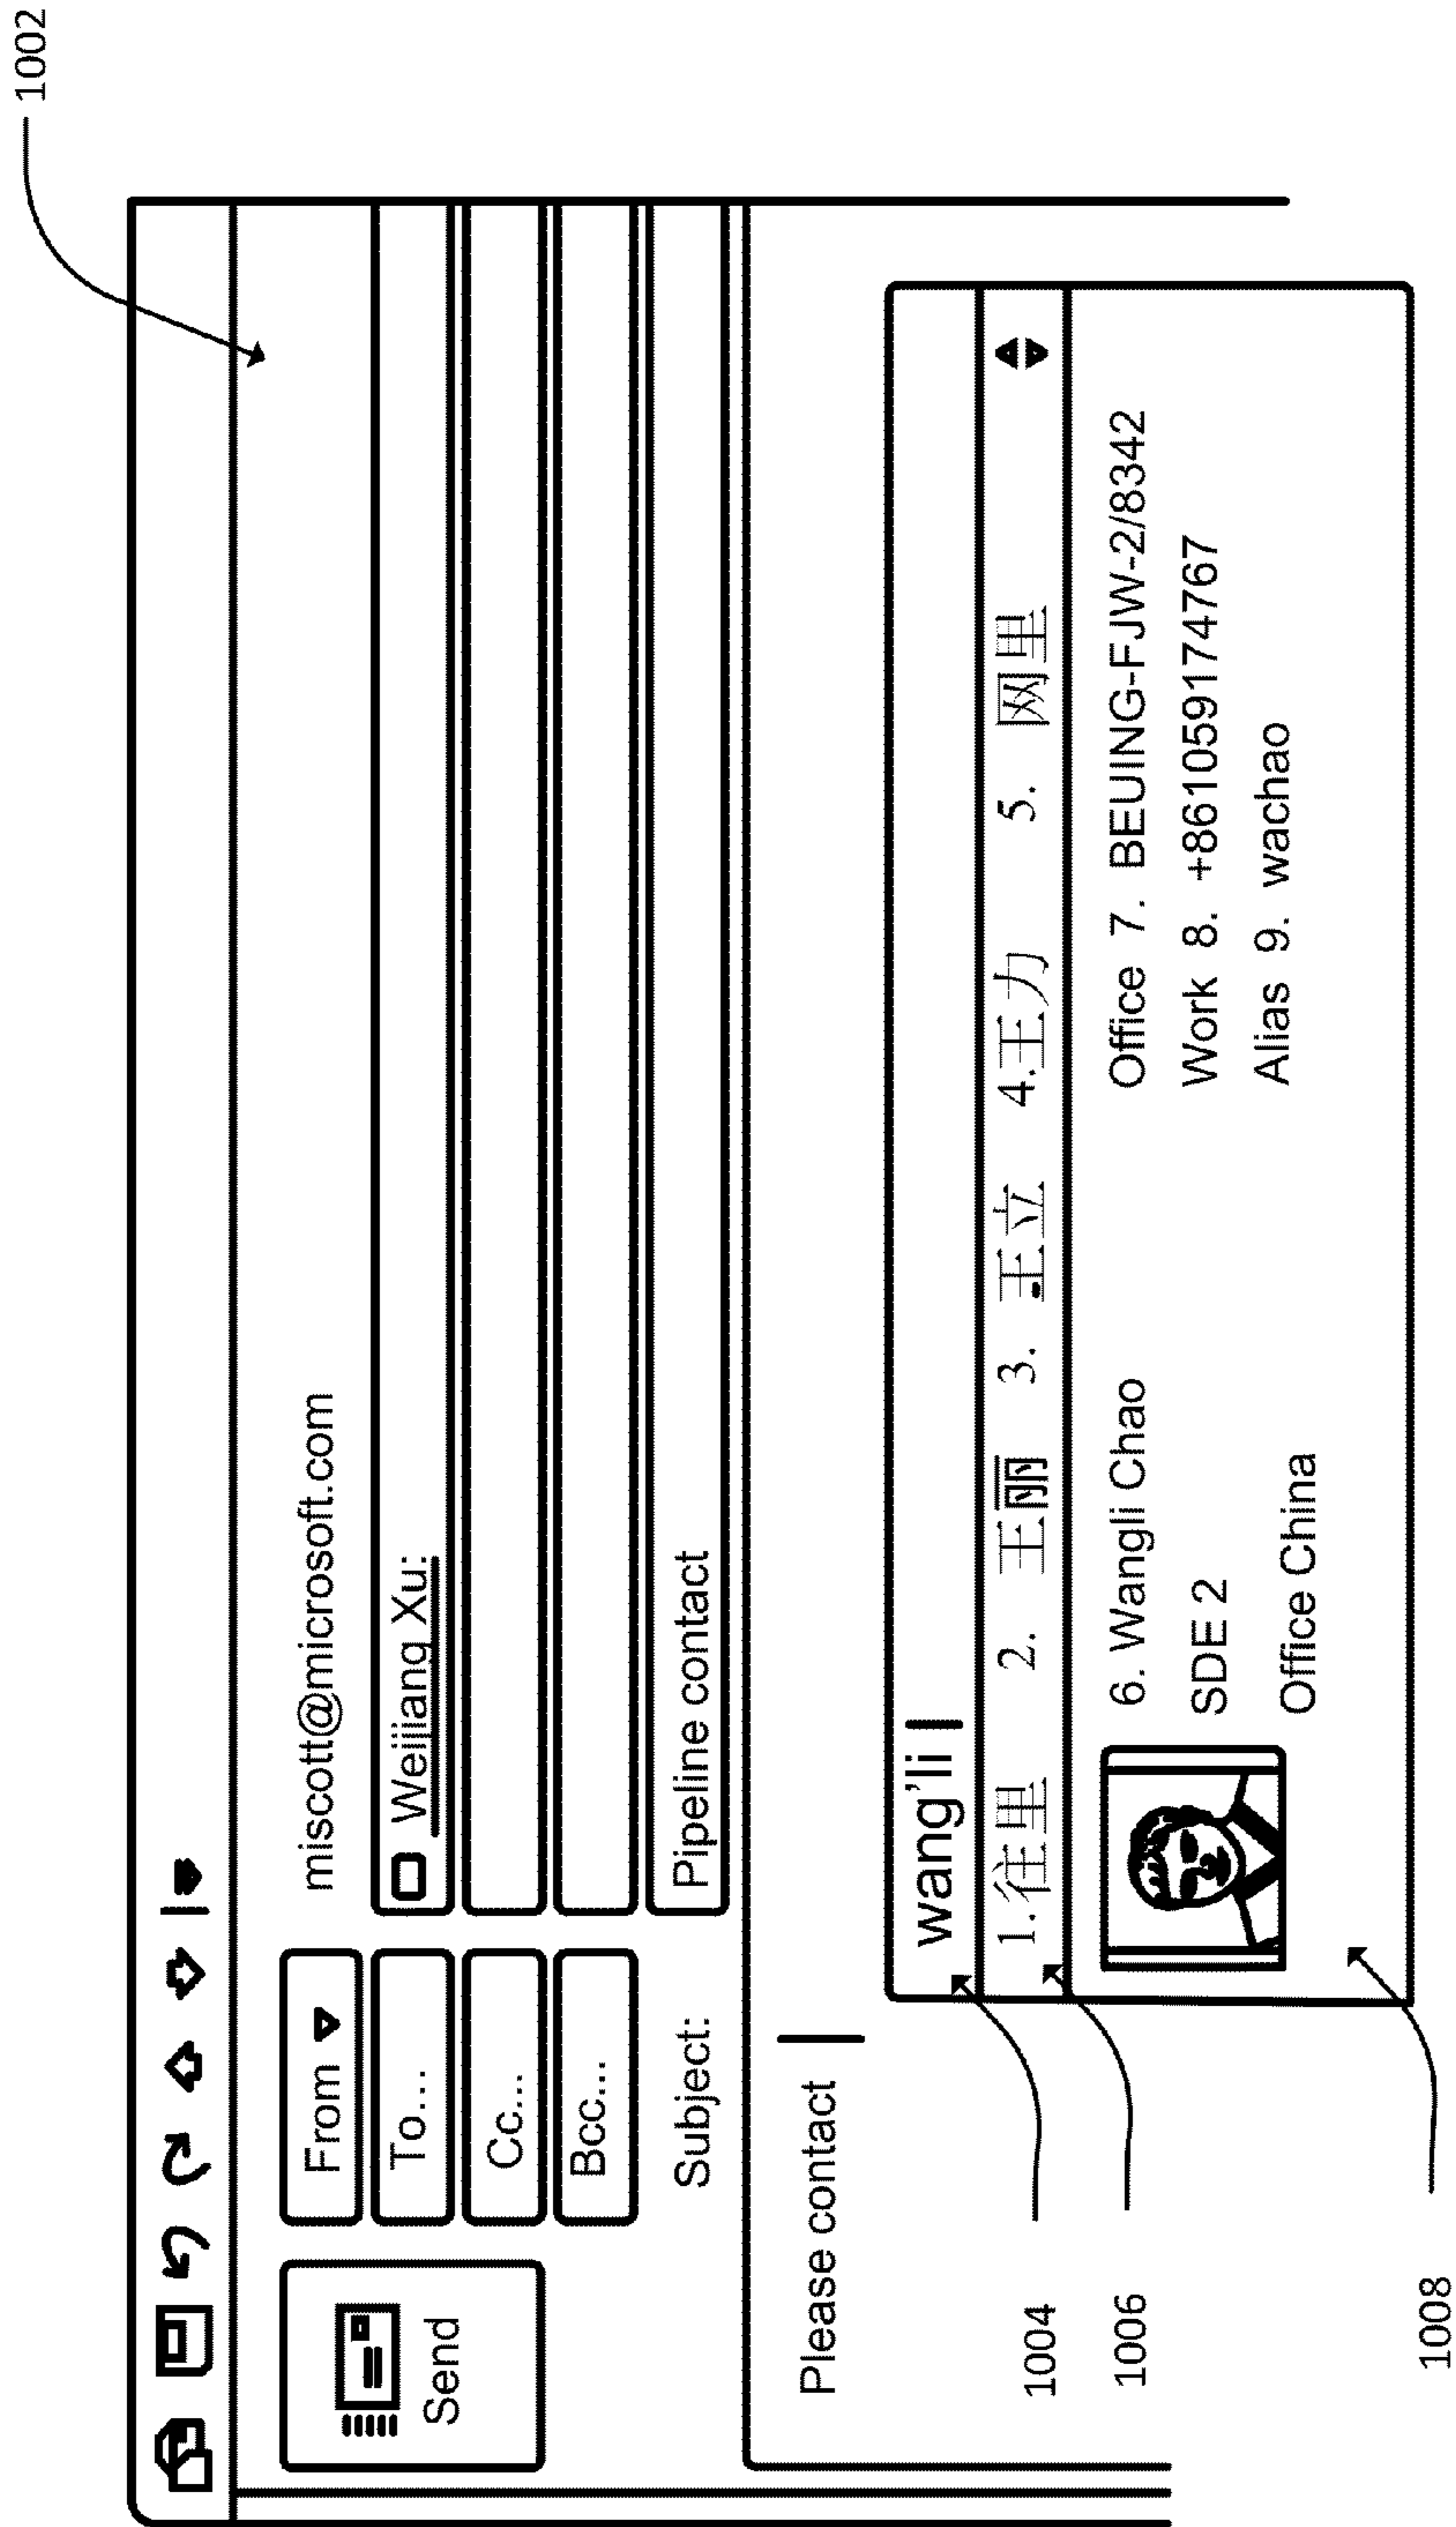 1002
From
miscott@microsoft.com
To...
Weijiang Xu:
Send
Cc...
Bcc...
Subject:
Pipeline contact
Please contact
wang'li
1.往里 2. 王丽 3. 王立 4.王力 5. 网里
6. Wangli Chao
Office 7. BEUING-FJW-2/8342
SDE 2
Work 8. +861059174767
Office China
Alias 9. wachao
1004
1006
1008